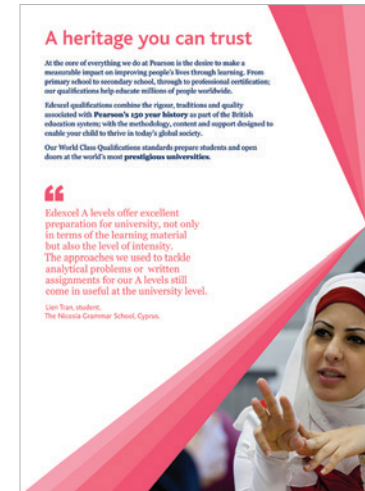 A heritage you can trust
At the core of everything we do at Pearson is the desire to make a
measurable impact on improving people's lives through learning. From
primary school to secondary school, through to professional certification;
our qualifications help educate millions of people worldwide.
Edexcel qualifications combine the rigour, traditions and quality
associated with Pearson's 150 year history as part of the British
education system; with the methodology, content and support designed to
enable your child to thrive in today's global society.
Our World Class Qualifications standards prepare students and open
doors at the world's most prestigious universities.
“
Edexcel A levels offer excellent
preparation for university, not only
in terms of the learning material
but also the level of intensity.
The approaches we used to tackle
analytical problems or written
assignments for our A levels still
come in useful at the university level.
Lien Tran, student,
The Nicosia Grammar School, Cyprus.